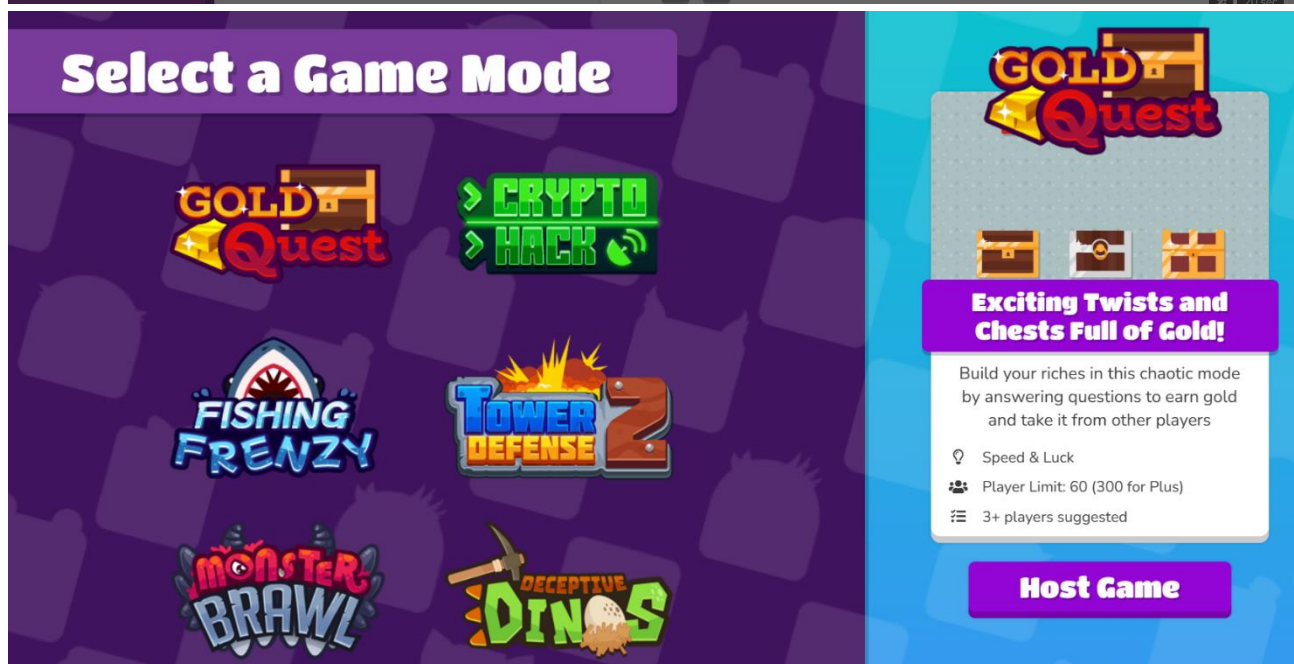 Select a Game Mode
GOLD
Quest
> CRYPTO
> HACK
FISHING
FRENZY
TOWER
DEFENSE 2
MONSTER
BRAWL
DECEPTIVE
DINOS
GOLD
Quest
Exciting Twists and
Chests Full of Gold!
Build your riches in this chaotic mode
by answering questions to earn gold
and take it from other players
Speed & Luck
Player Limit: 60 (300 for Plus)
3+ players suggested
Host Game